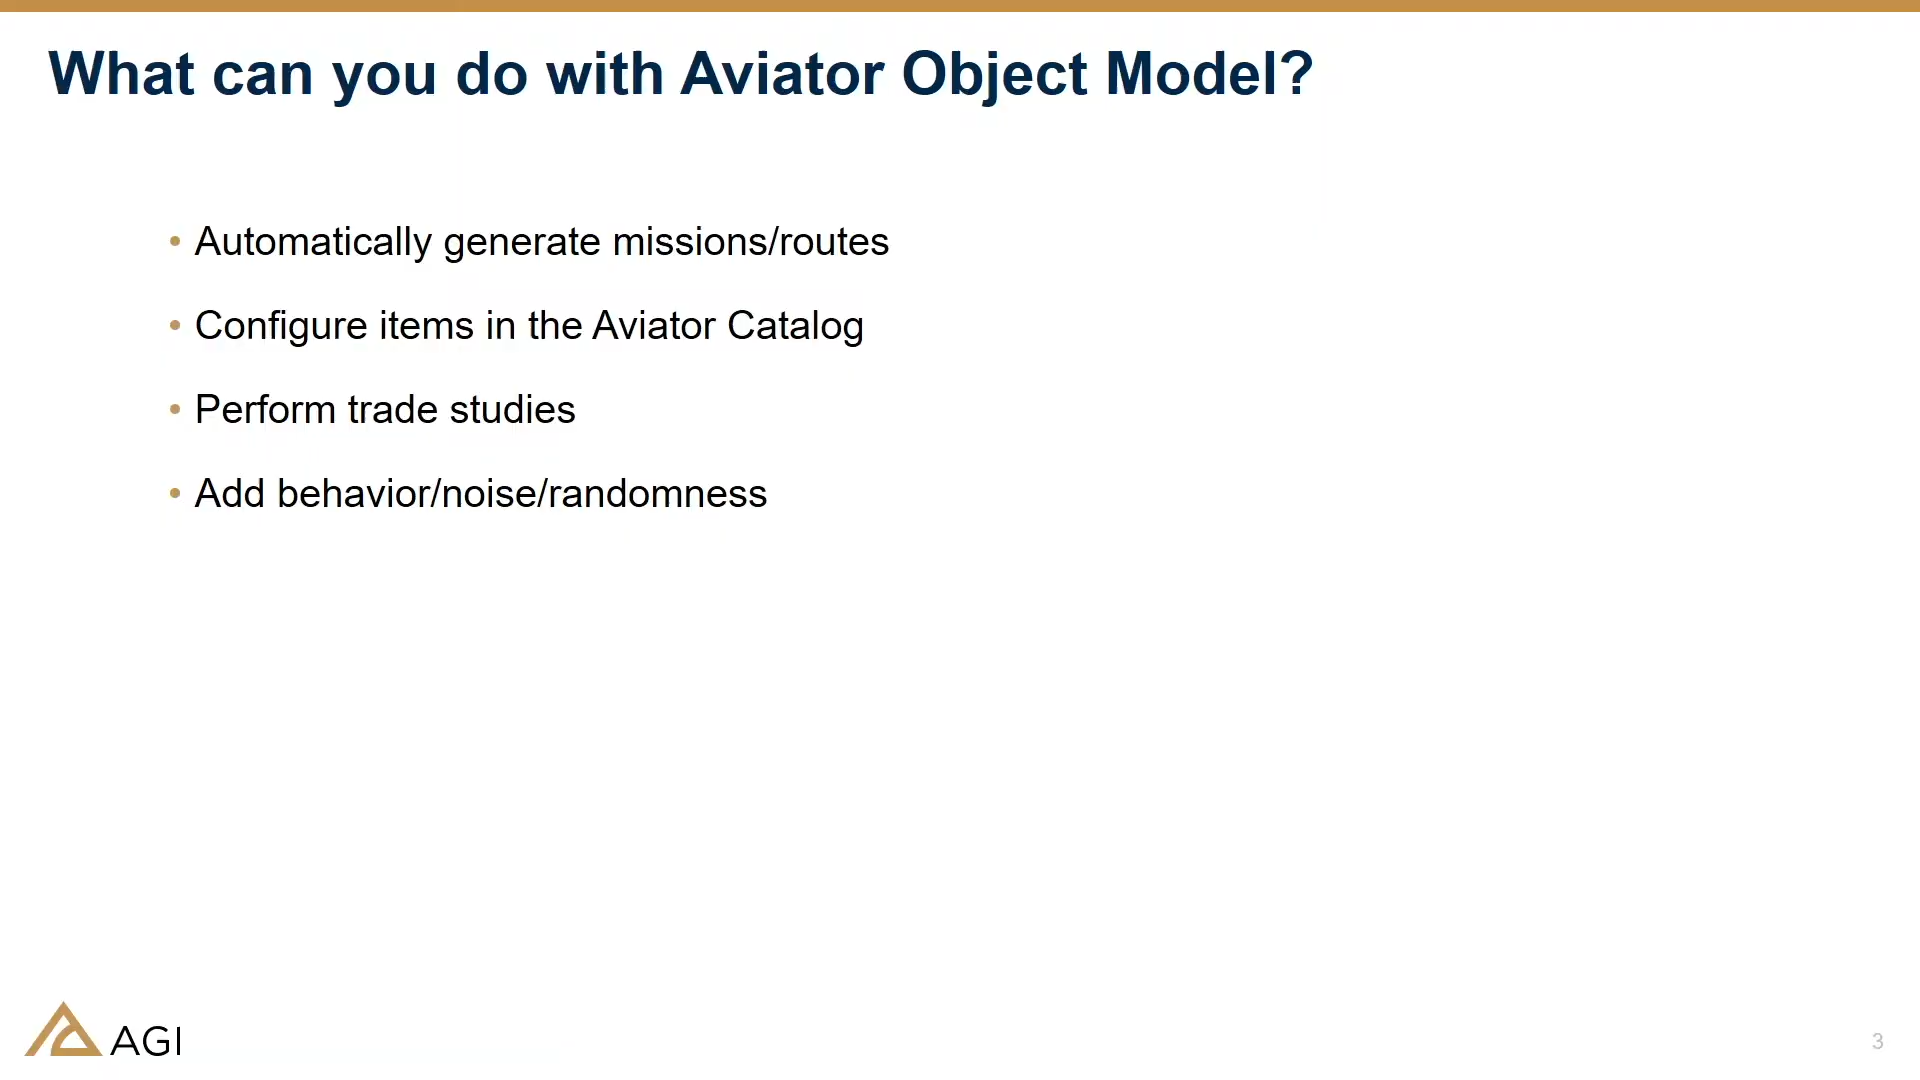 What can you do with Aviator Object Model?
• Automatically generate missions/routes
• Configure items in the Aviator Catalog
• Perform trade studies
• Add behavior/noise/randomness
AGI
3